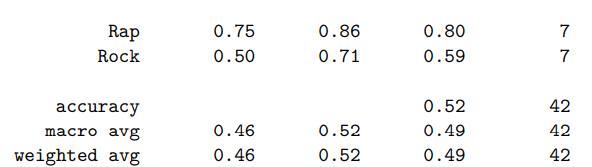 Rap 0.75 0.86 0.80 7
Rock 0.50 0.71 0.59 7
accuracy 0.52 42
macro avg 0.46 0.52 0.49 42
weighted avg 0.46 0.52 0.49 42